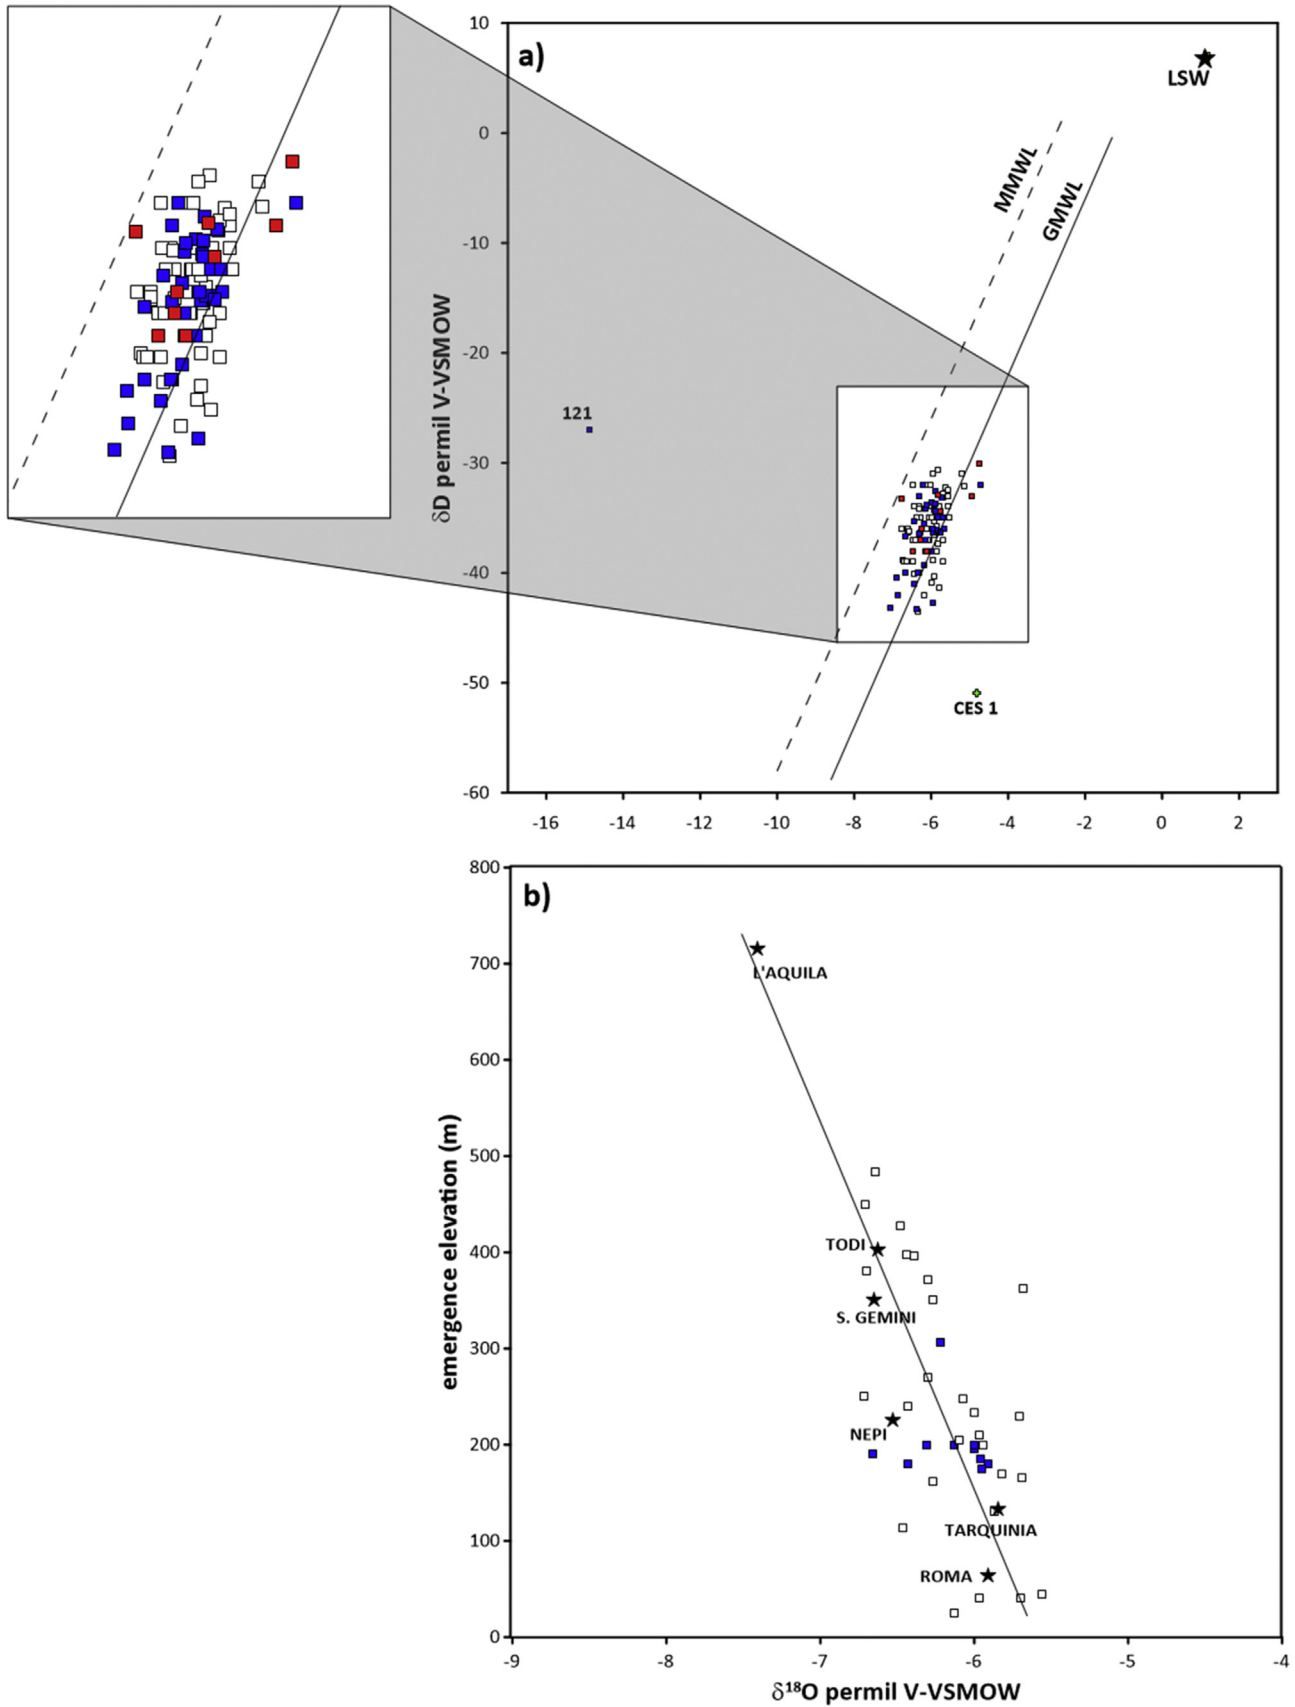 a)
LSW
MMWL
GMWL
121
CES 1
δD permil V-VSMOW
10
0
-10
-20
-30
-40
-50
-60
-16 -14 -12 -10 -8 -6 -4 -2 0 2
b)
L'AQUILA
TODI
S. GEMINI
NEPI
TARQUINIA
ROMA
emergence elevation (m)
800
700
600
500
400
300
200
100
0
-9 -8 -7 -6 -5 -4
δ¹⁸O permil V-VSMOW